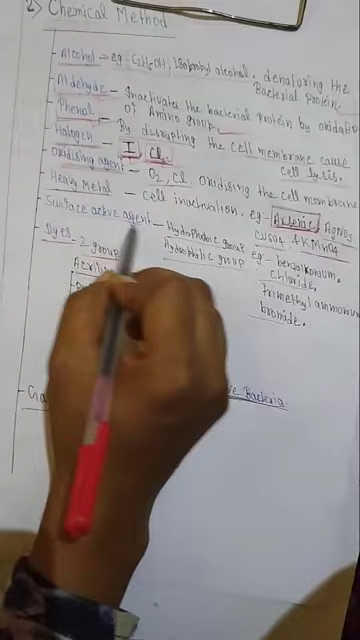 2) Chemical Method
- Alcohol → eg C₂H₅OH, Isopropyl alcohol, denaturing the Bacterial protein.
- Aldehyde - Inactivates the bacterial protein by oxidation of Amino group.
- Phenol - By disrupting the cell membrane cause cell lysis.
- Halogen - I Cl₂
- Oxidising agent - O₂, Cl oxidising the cell membrane
- Heavy Metal - cell inactivation. eg- Arsenic, AgNO₃
CuSO₄ & KMnO₄
- Surface active agent - Hydrophobic group eg:- benzalkonium.
Hydrophilic group chloride,
trimethyl ammonium
bromide.
- Dyes - 2 group
ve Bacteria.